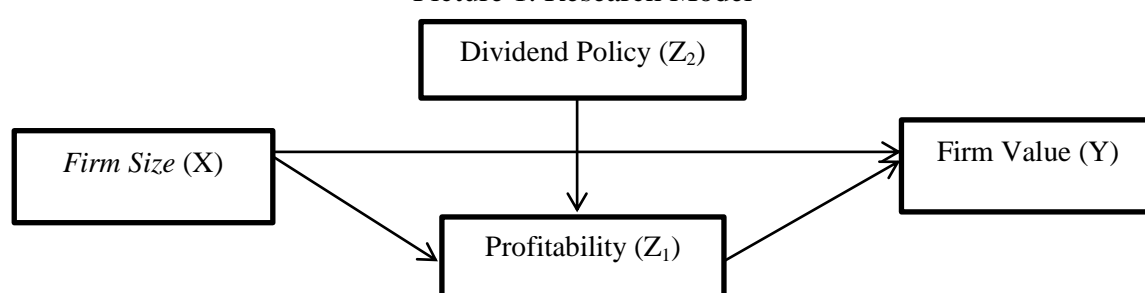 Picture 1. Research Model
Dividend Policy (Z₂)
Firm Size (X)
Firm Value (Y)
Profitability (Z₁)